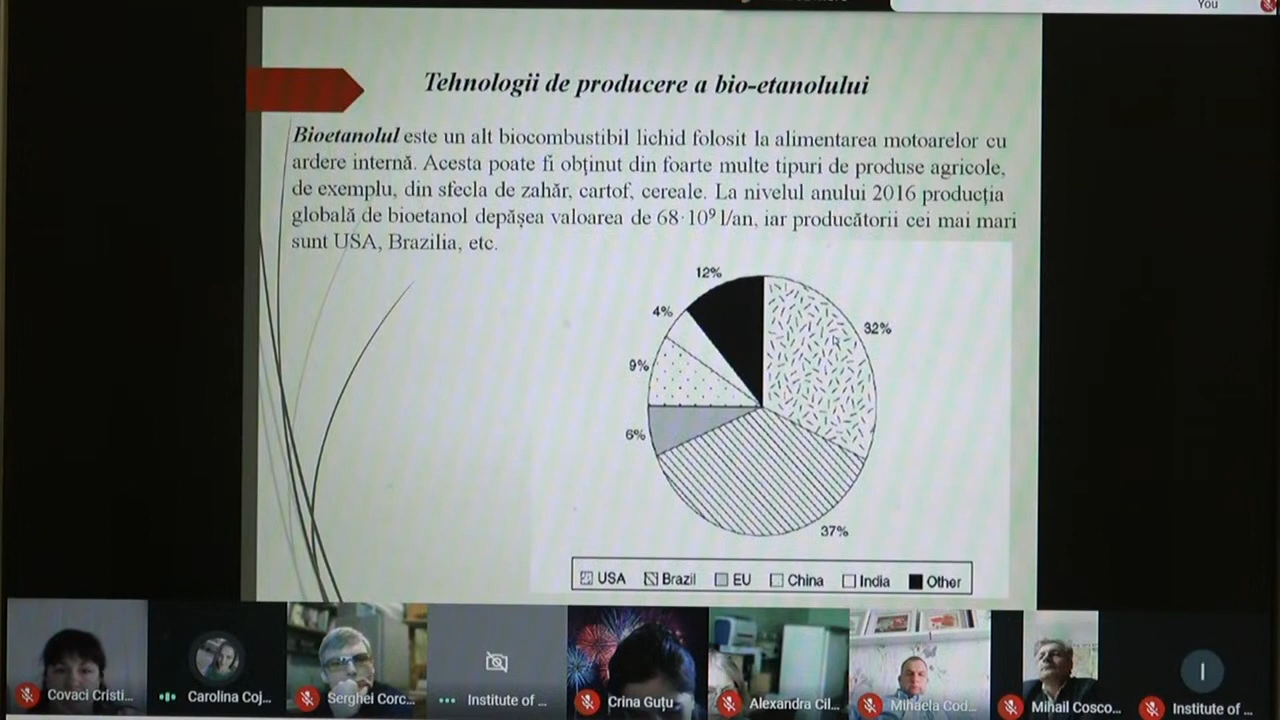 You
Tehnologii de producere a bio-etanolului
Bioetanolul este un alt biocombustibil lichid folosit la alimentarea motoarelor cu
ardere internă. Acesta poate fi obținut din foarte multe tipuri de produse agricole,
de exemplu, din sfecla de zahăr, cartof, cereale. La nivelul anului 2016 producția
globală de bioetanol depășea valoarea de 68·10⁹ l/an, iar producătorii cei mai mari
sunt USA, Brazilia, etc.
12%
4%
32%
9%
6%
37%
USA Brazil EU China India Other
Covaci Cristi...
Carolina Coj...
Serghei Corc...
Institute of ...
Crina Guțu
Alexandra Cil...
Mihaela Cod...
Mihail Cosco...
I
Institute of ...